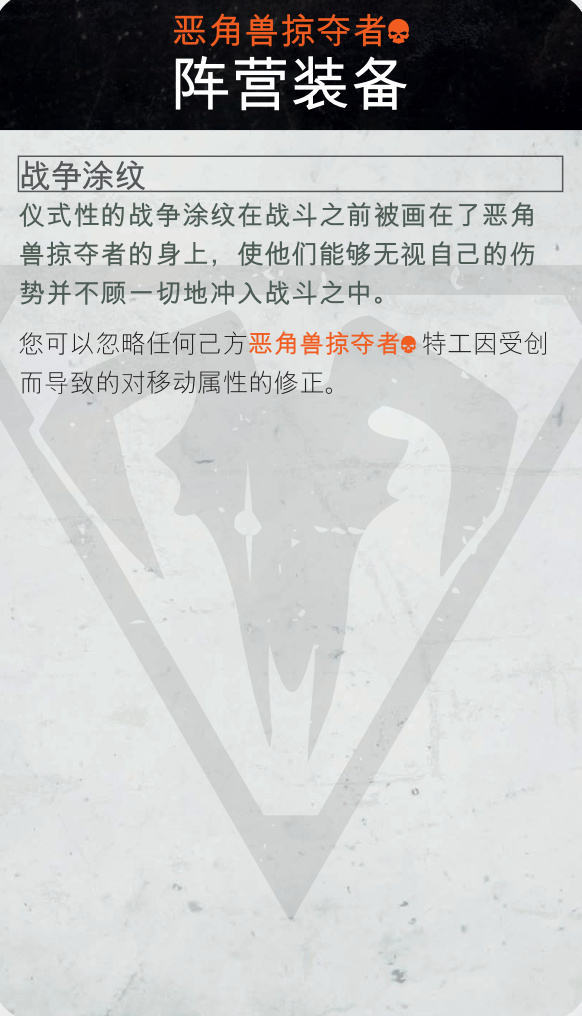 恶角兽掠夺者
阵营装备
战争涂纹
仪式性的战争涂纹在战斗之前被画在了恶角
兽掠夺者的身上，使他们能够无视自己的伤
势并不顾一切地冲入战斗之中。
您可以忽略任何己方恶角兽掠夺者 特工因受创
而导致的对移动属性的修正。